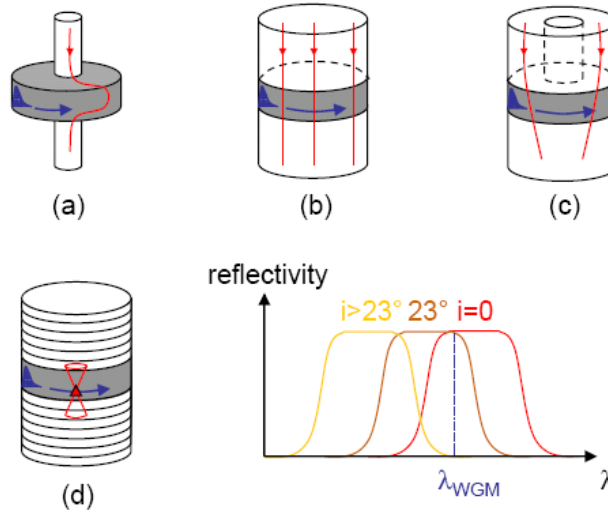 (a)
(b)
(c)
(d)
reflectivity
i>23° 23° i=0
λWGM
λ